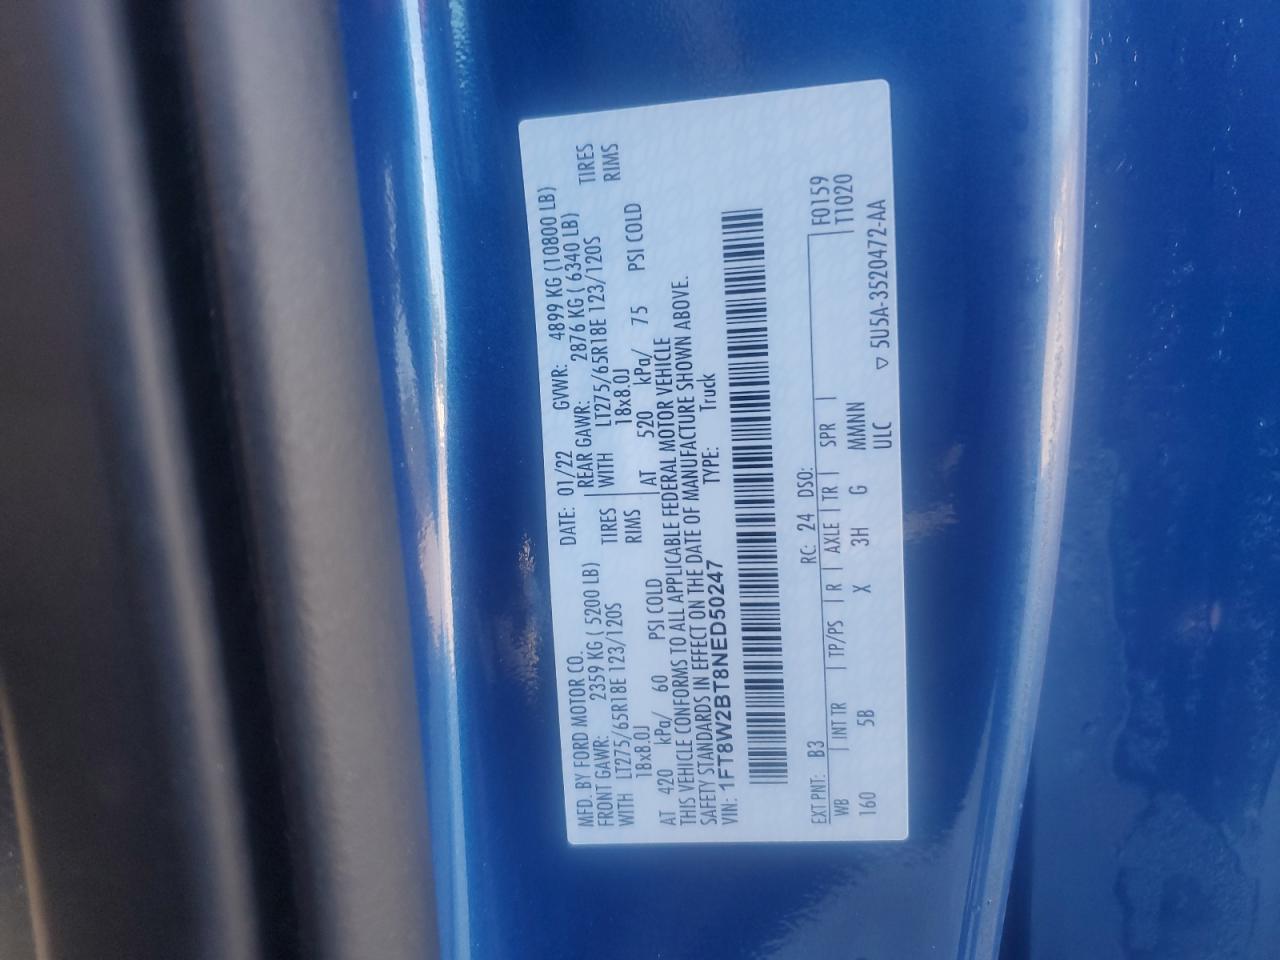 MFD. BY FORD MOTOR CO.
DATE: 01/22 GVWR: 4899 KG (10800 LB)
FRONT GAWR: 2359 KG ( 5200 LB)
REAR GAWR: 2876 KG ( 6340 LB)
WITH LT275/65R18E 123/120S TIRES
WITH LT275/65R18E 123/120S TIRES
18x8.0J RIMS
18x8.0J RIMS
AT 420 kPa/ 60 PSI COLD
AT 520 kPa/ 75 PSI COLD
THIS VEHICLE CONFORMS TO ALL APPLICABLE FEDERAL MOTOR VEHICLE
SAFETY STANDARDS IN EFFECT ON THE DATE OF MANUFACTURE SHOWN ABOVE.
VIN: 1FT8W2BT8NED50247 TYPE: Truck
EXT PNT: B3 RC: 24 DSO: F0159
WB | INT TR | TP/PS | R | AXLE | TR | SPR | T1020
160 5B X 3H G MMNN
ULC ▽ 5U5A-3520472-AA